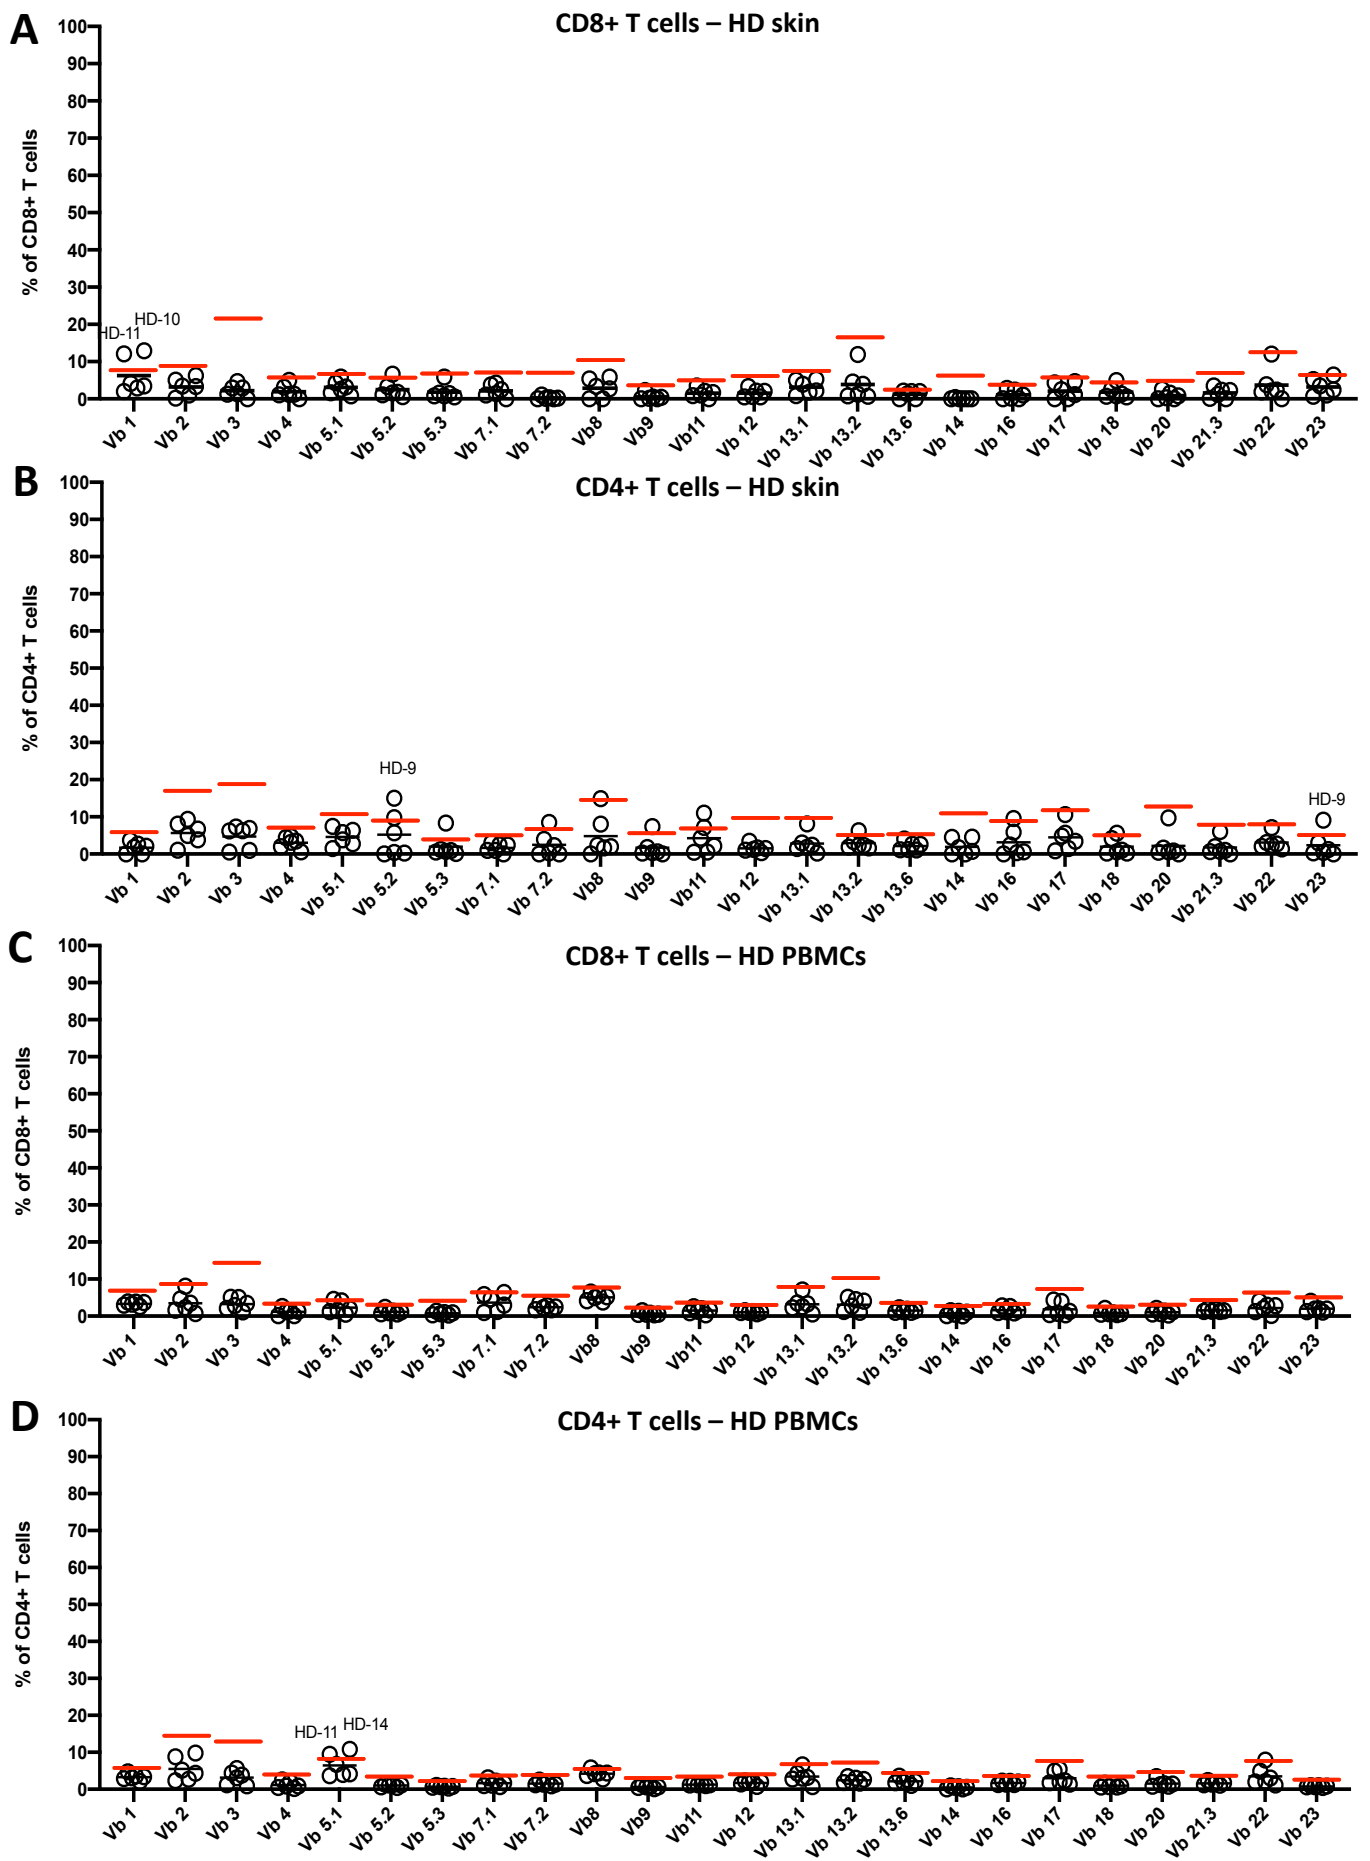 A
CD8+ T cells – HD skin
% of CD8+ T cells
100
90
80
70
60
50
40
30
20
10
0
HD-11
HD-10
Vb 1
Vb 2
Vb 3
Vb 4
Vb 5.1
Vb 5.2
Vb 5.3
Vb 7.1
Vb 7.2
Vb8
Vb9
Vb11
Vb 12
Vb 13.1
Vb 13.2
Vb 13.6
Vb 14
Vb 16
Vb 17
Vb 18
Vb 20
Vb 21.3
Vb 22
Vb 23
B
CD4+ T cells – HD skin
% of CD4+ T cells
100
90
80
70
60
50
40
30
20
10
0
HD-9
HD-9
Vb 1
Vb 2
Vb 3
Vb 4
Vb 5.1
Vb 5.2
Vb 5.3
Vb 7.1
Vb 7.2
Vb8
Vb9
Vb11
Vb 12
Vb 13.1
Vb 13.2
Vb 13.6
Vb 14
Vb 16
Vb 17
Vb 18
Vb 20
Vb 21.3
Vb 22
Vb 23
C
CD8+ T cells – HD PBMCs
% of CD8+ T cells
100
90
80
70
60
50
40
30
20
10
0
Vb 1
Vb 2
Vb 3
Vb 4
Vb 5.1
Vb 5.2
Vb 5.3
Vb 7.1
Vb 7.2
Vb8
Vb9
Vb11
Vb 12
Vb 13.1
Vb 13.2
Vb 13.6
Vb 14
Vb 16
Vb 17
Vb 18
Vb 20
Vb 21.3
Vb 22
Vb 23
D
CD4+ T cells – HD PBMCs
% of CD4+ T cells
100
90
80
70
60
50
40
30
20
10
0
HD-11
HD-14
Vb 1
Vb 2
Vb 3
Vb 4
Vb 5.1
Vb 5.2
Vb 5.3
Vb 7.1
Vb 7.2
Vb8
Vb9
Vb11
Vb 12
Vb 13.1
Vb 13.2
Vb 13.6
Vb 14
Vb 16
Vb 17
Vb 18
Vb 20
Vb 21.3
Vb 22
Vb 23